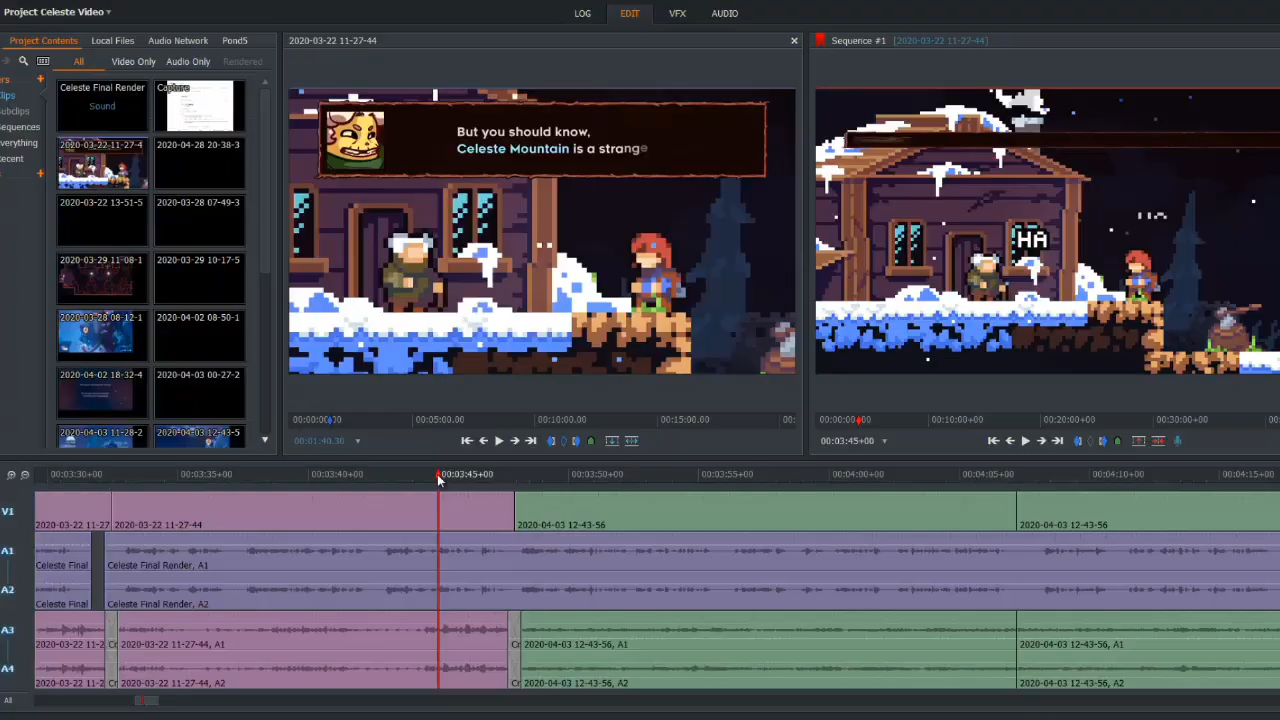 Project Celeste Video
LOG
EDIT
VFX
AUDIO
Project Contents
Local Files
Audio Network
Pond5
2020-03-22 11-27-44
Sequence #1
[2020-03-22 11-27-44]
All
Video Only
Audio Only
Rendered
ers
lips
ubclips
equences
verything
ecent
Celeste Final Render
Sound
Capture
2020-03-22 11-27-4
2020-04-28 20-38-3
2020-03-22 13-51-5
2020-03-28 07-49-3
2020-03-29 11-08-1
2020-03-29 10-17-5
2020-03-28 08-12-1
2020-04-02 08-50-1
2020-04-02 18-32-4
2020-04-03 00-27-2
2020-04-03 11-28-2
2020-04-03 12-43-5
But you should know,
Celeste Mountain is a strange
HA
HA
00:00:00.00
00:05:00.00
00:10:00.00
00:15:00.00
00:
00:01:40.30
00:00:00+00
00:10:00+00
00:20:00+00
00:30:00+00
00:03:45+00
00:03:30+00
00:03:35+00
00:03:40+00
00:03:45+00
00:03:50+00
00:03:55+00
00:04:00+00
00:04:05+00
00:04:10+00
00:04:15+00
V1
2020-03-22 11-27
2020-03-22 11-27-44
2020-04-03 12-43-56
2020-04-03 12-43-56
A1
Celeste Final
Celeste Final Render, A1
A2
Celeste Final
Celeste Final Render, A2
A3
2020-03-22 11-2
Cr
2020-03-22 11-27-44, A1
Cr
2020-04-03 12-43-56, A1
2020-04-03 12-43-56, A1
A4
2020-03-22 11-2
Cr
2020-03-22 11-27-44, A2
Cr
2020-04-03 12-43-56, A2
2020-04-03 12-43-56, A2
All